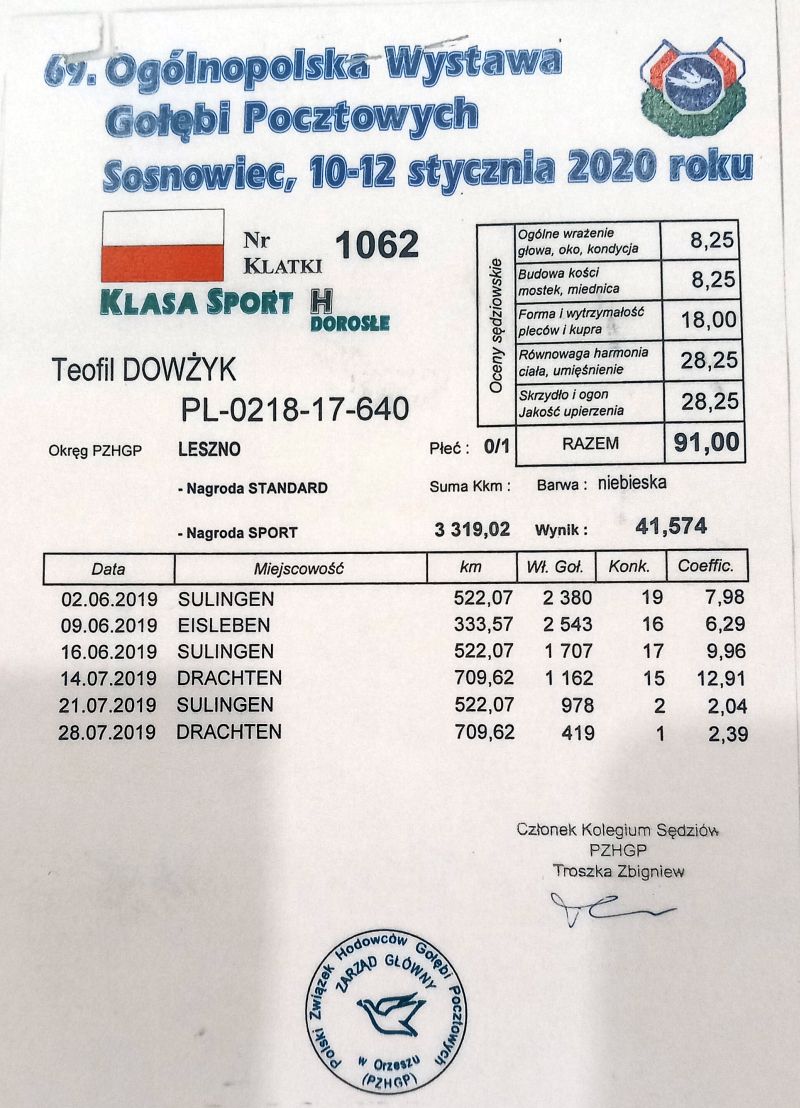 69. Ogólnopolska Wystawa
Gołębi Pocztowych
Sosnowiec, 10-12 stycznia 2020 roku
Nr
KLATKI
1062
KLASA SPORT H
DOROSŁE
Oceny sędziowskie
Ogólne wrażenie
głowa, oko, kondycja
8,25
Budowa kości
mostek, miednica
8,25
Forma i wytrzymałość
pleców i kupra
18,00
Równowaga harmonia
ciała, umięśnienie
28,25
Skrzydło i ogon
Jakość upierzenia
28,25
RAZEM 91,00
Teofil DOWŻYK
PL-0218-17-640
Okręg PZHGP LESZNO Płeć : 0/1
- Nagroda STANDARD Suma Kkm : Barwa : niebieska
- Nagroda SPORT 3 319,02 Wynik : 41,574
Data Miejscowość km Wł. Goł. Konk. Coeffic.
02.06.2019 SULINGEN 522,07 2 380 19 7,98
09.06.2019 EISLEBEN 333,57 2 543 16 6,29
16.06.2019 SULINGEN 522,07 1 707 17 9,96
14.07.2019 DRACHTEN 709,62 1 162 15 12,91
21.07.2019 SULINGEN 522,07 978 2 2,04
28.07.2019 DRACHTEN 709,62 419 1 2,39
Członek Kolegium Sędziów
PZHGP
Troszka Zbigniew
Polski Związek Hodowców Gołębi Pocztowych
ZARZĄD GŁÓWNY
w Orzeszu
(PZHGP)